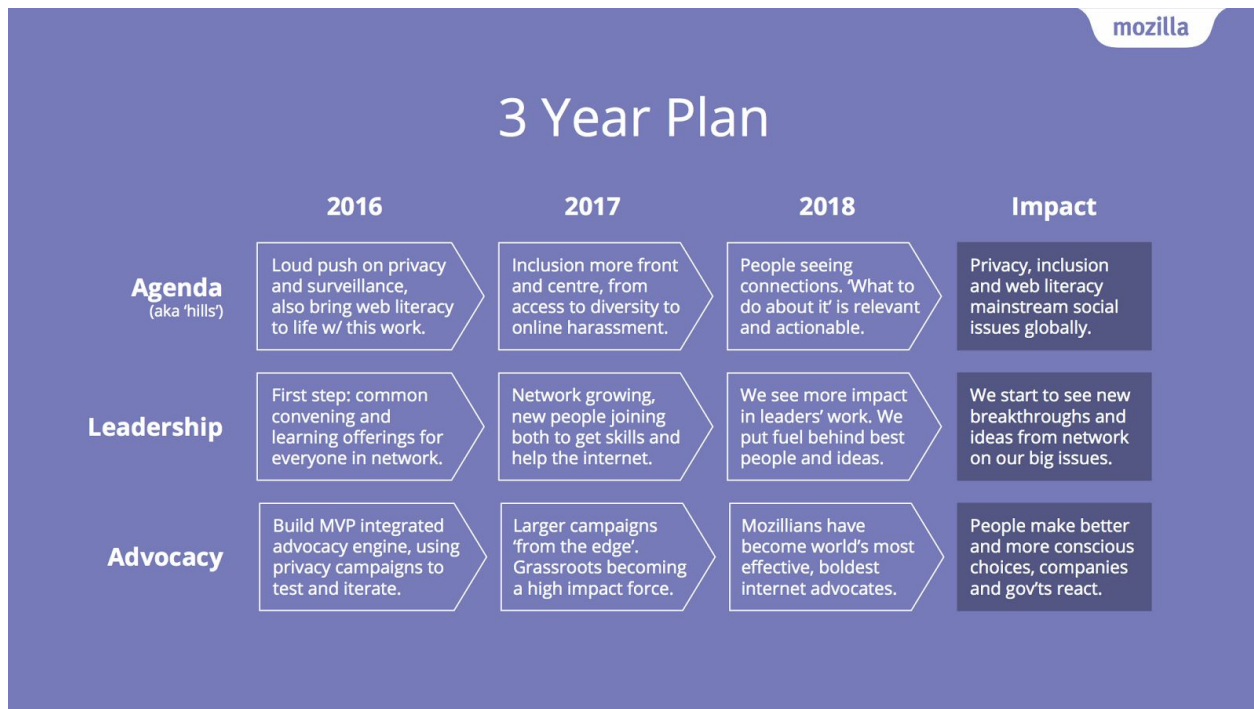 mozilla
3 Year Plan
2016
2017
2018
Impact
Agenda
(aka ‘hills’)
Loud push on privacy
and surveillance,
also bring web literacy
to life w/ this work.
Inclusion more front
and centre, from
access to diversity to
online harassment.
People seeing
connections. ‘What to
do about it’ is relevant
and actionable.
Privacy, inclusion
and web literacy
mainstream social
issues globally.
Leadership
First step: common
convening and
learning offerings for
everyone in network.
Network growing,
new people joining
both to get skills and
help the internet.
We see more impact
in leaders’ work. We
put fuel behind best
people and ideas.
We start to see new
breakthroughs and
ideas from network
on our big issues.
Advocacy
Build MVP integrated
advocacy engine, using
privacy campaigns to
test and iterate.
Larger campaigns
‘from the edge’.
Grassroots becoming
a high impact force.
Mozillians have
become world’s most
effective, boldest
internet advocates.
People make better
and more conscious
choices, companies
and gov’ts react.